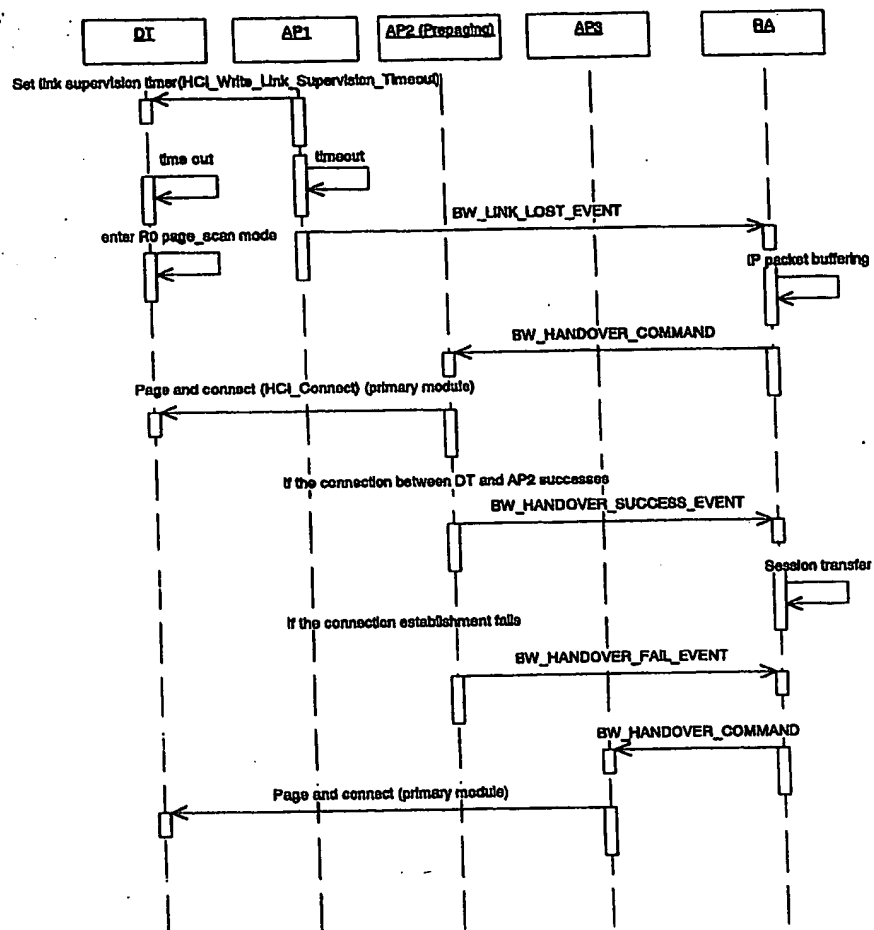 DT
AP1
AP2 (Prepaging)
AP3
BA
Set link supervision timer(HCI_Write_Link_Supervision_Timeout)
time out
timeout
BW_LINK_LOST_EVENT
enter R0 page_scan mode
IP packet buffering
BW_HANDOVER_COMMAND
Page and connect (HCI_Connect) (primary module)
If the connection between DT and AP2 successes
BW_HANDOVER_SUCCESS_EVENT
Session transfer
If the connection establishment fails
BW_HANDOVER_FAIL_EVENT
BW_HANDOVER_COMMAND
Page and connect (primary module)